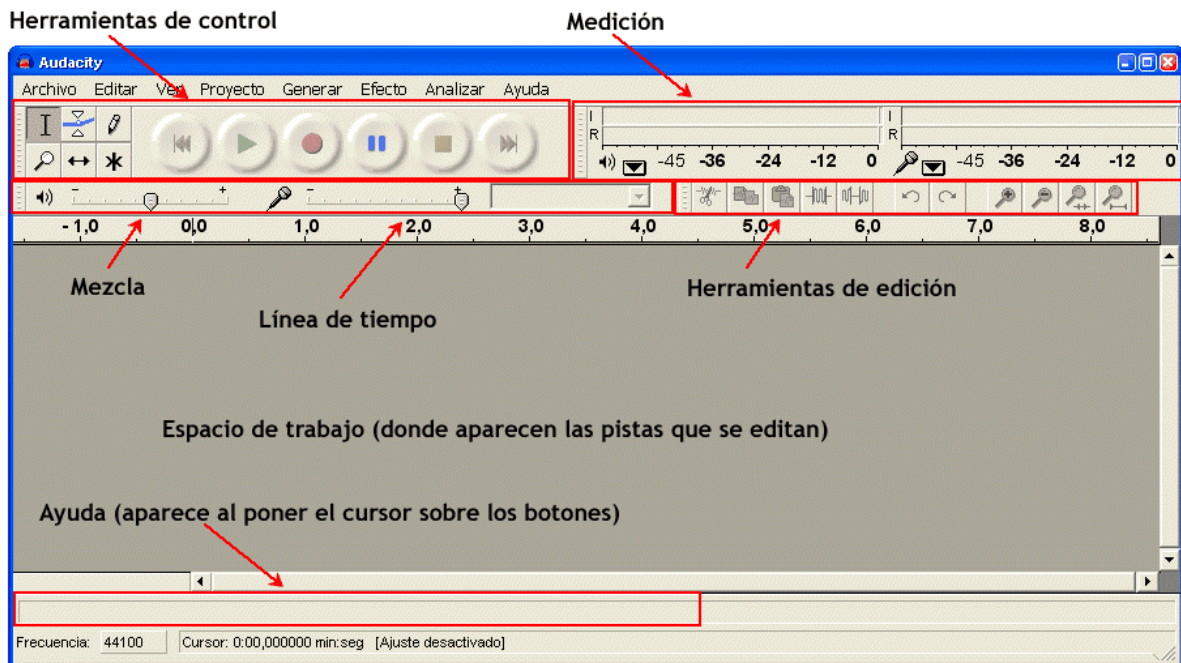 Herramientas de control
Medición
Audacity
Archivo Editar Ver Proyecto Generar Efecto Analizar Ayuda
I I
R R
-45 -36 -24 -12 0 -45 -36 -24 -12 0
- + - +
-1,0 0,0 1,0 2,0 3,0 4,0 5,0 6,0 7,0 8,0
Mezcla
Herramientas de edición
Línea de tiempo
Espacio de trabajo (donde aparecen las pistas que se editan)
Ayuda (aparece al poner el cursor sobre los botones)
Frecuencia: 44100 Cursor: 0:00,000000 min:seg [Ajuste desactivado]